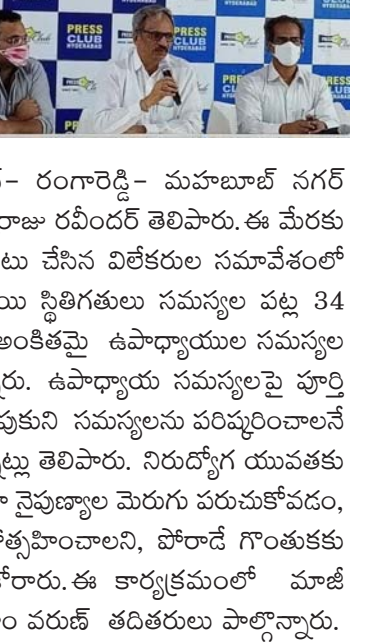 PRESS
CLUB
HYDERABAD
PRESS
CLUB
HYDERABAD
PRESS
CLUB
HYDERABAD
- రంగారెడ్డి- మహబూబ్ నగర్
రాజు రవీందర్ తెలిపారు.ఈ మేరకు
టు చేసిన విలేకరుల సమావేశంలో
యి స్థితిగతులు సమస్యల పట్ల 34
అంకితమై ఉపాధ్యాయుల సమస్యల
రు. ఉపాధ్యాయ సమస్యలపై పూర్తి
పుకుని సమస్యలను పరిష్కరించాలనే
ట్లు తెలిపారు. నిరుద్యోగ యువతకు
నైపుణ్యాల మెరుగు పరుచుకోవడం,
త్సహించాలని, పోరాడే గొంతుకకు
కోరారు.ఈ కార్యక్రమంలో మాజీ
వరుణ్ తదితరులు పాల్గొన్నారు.